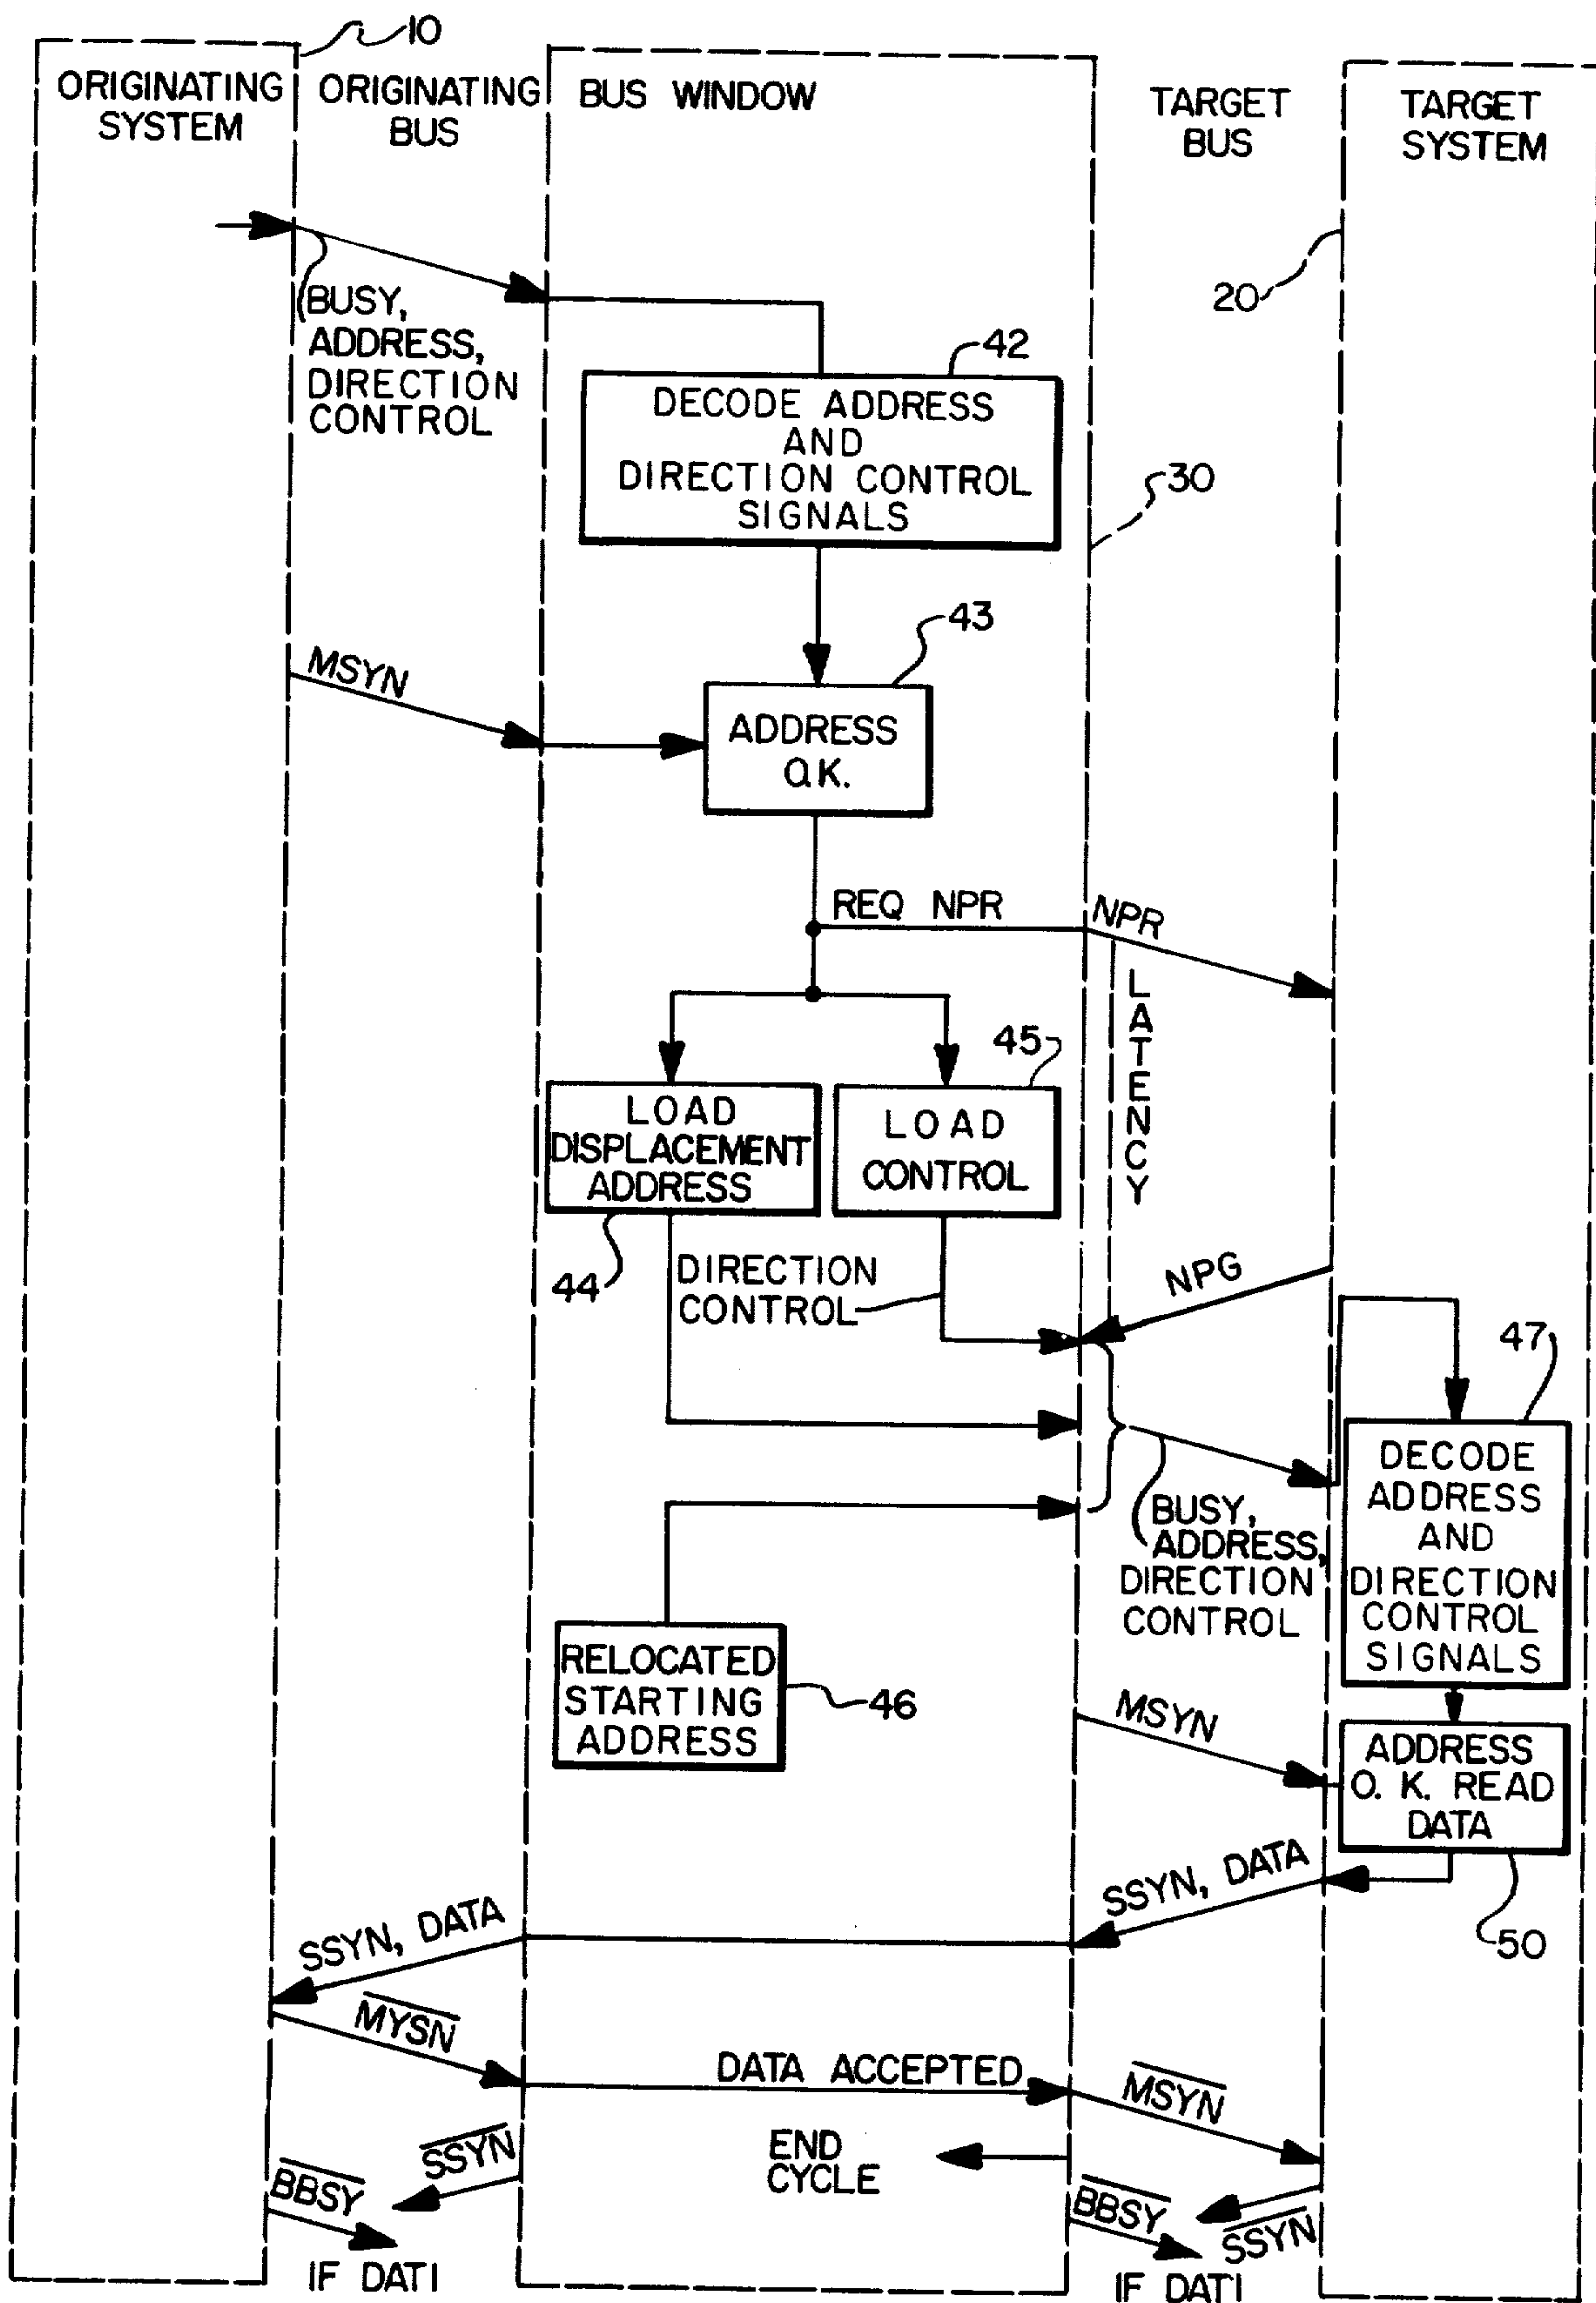 10
ORIGINATING
SYSTEM
ORIGINATING
BUS
BUS WINDOW
TARGET
BUS
TARGET
SYSTEM
20
BUSY,
ADDRESS,
DIRECTION
CONTROL
42
DECODE ADDRESS
AND
DIRECTION CONTROL
SIGNALS
30
43
MSYN
ADDRESS
O.K.
REQ NPR
NPR
LATENCY
45
LOAD
DISPLACEMENT
ADDRESS
LOAD
CONTROL
44
DIRECTION
CONTROL
NPG
47
DECODE
ADDRESS
AND
DIRECTION
CONTROL
SIGNALS
BUSY,
ADDRESS,
DIRECTION
CONTROL
RELOCATED
STARTING
ADDRESS
46
MSYN
ADDRESS
O. K. READ
DATA
50
SSYN, DATA
SSYN, DATA
MYSN
DATA ACCEPTED
MSYN
SSYN
END
CYCLE
BBSY
BBSY
SSYN
IF DATI
IF DATI